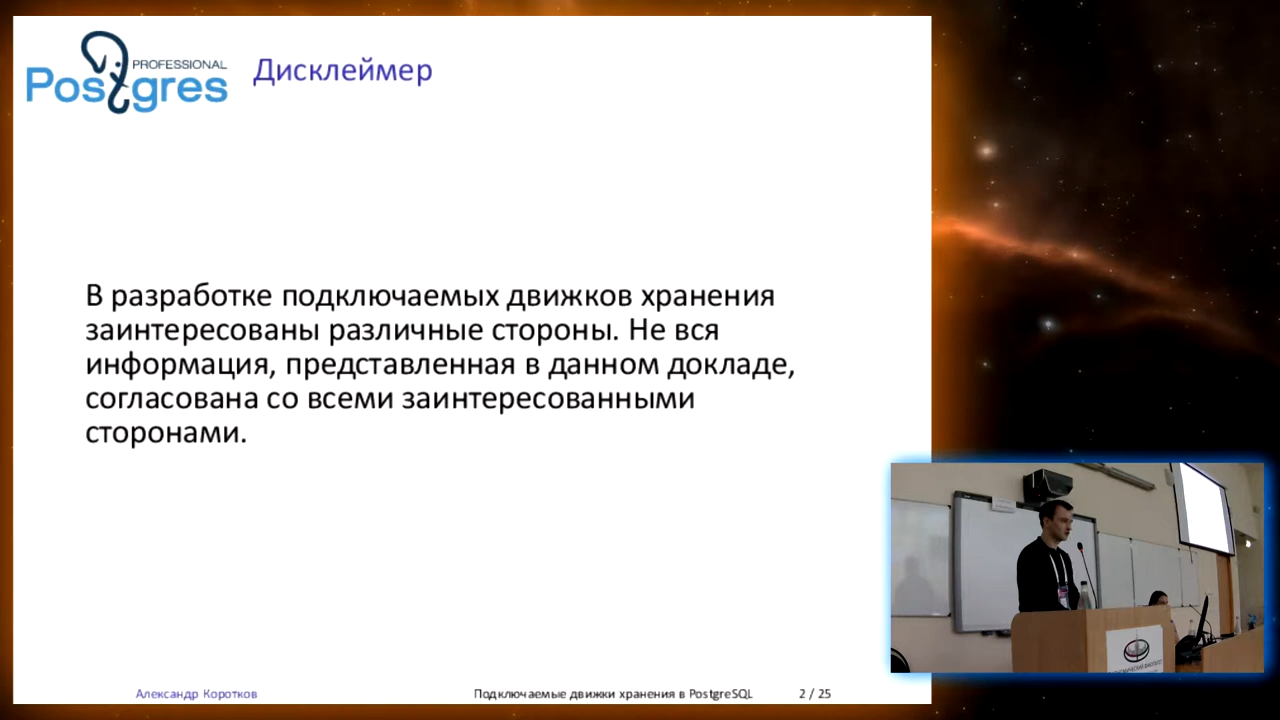 PROFESSIONAL
Postgres
Дисклеймер
В разработке подключаемых движков хранения
заинтересованы различные стороны. Не вся
информация, представленная в данном докладе,
согласована со всеми заинтересованными
сторонами.
Александр Коротков
Подключаемые движки хранения в PostgreSQL
2 / 25